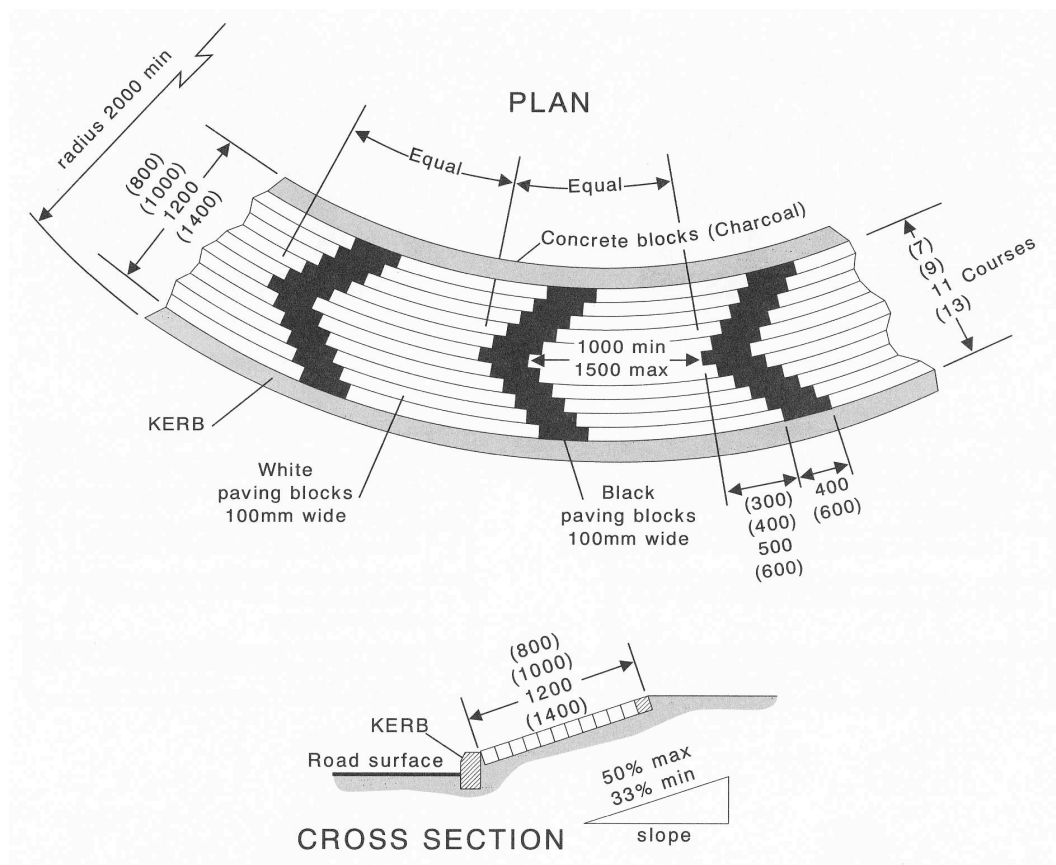 PLAN
radius 2000 min
(800)
(1000)
1200
(1400)
Equal
Equal
Concrete blocks (Charcoal)
(7)
(9)
11
(13)
Courses
1000 min
1500 max
KERB
White
paving blocks
100mm wide
Black
paving blocks
100mm wide
(300)
(400)
500
(600)
400
(600)
(800)
(1000)
1200
(1400)
KERB
Road surface
50% max
33% min
slope
CROSS SECTION